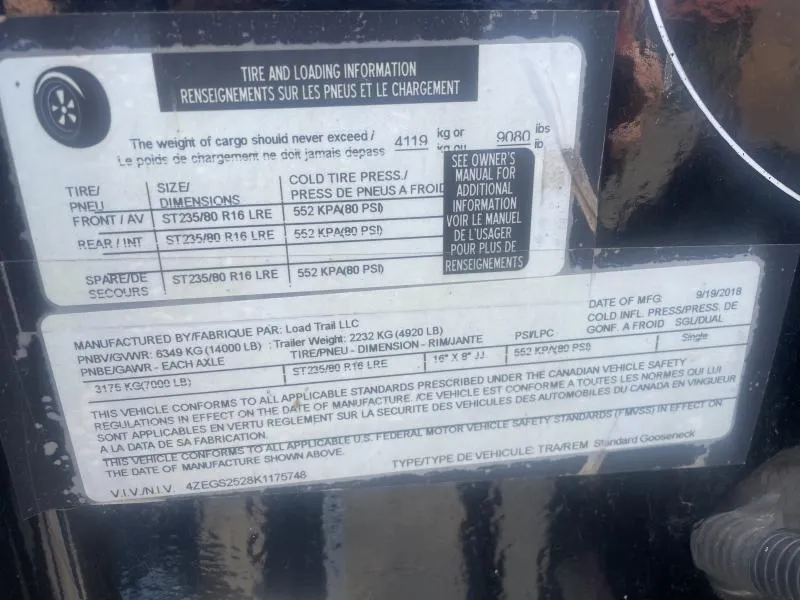 TIRE AND LOADING INFORMATION
RENSEIGNEMENTS SUR LES PNEUS ET LE CHARGEMENT
The weight of cargo should never exceed / 4119 kg or 9080 lbs
Le poids de chargement ne doit jamais depass kg ou lb
TIRE/ PNEU SIZE/ DIMENSIONS COLD TIRE PRESS./ PRESS DE PNEUS A FROID
FRONT / AV ST235/80 R16 LRE 552 KPA(80 PSI)
REAR / INT ST235/80 R16 LRE 552 KPA(80 PSI)
SPARE/DE SECOURS ST235/80 R16 LRE 552 KPA(80 PSI)
SEE OWNER'S
MANUAL FOR
ADDITIONAL
INFORMATION
VOIR LE MANUEL
DE L'USAGER
POUR PLUS DE
RENSEIGNEMENTS
MANUFACTURED BY/FABRIQUE PAR: Load Trail LLC DATE OF MFG 9/19/2018
PNBV/GVWR: 6349 KG (14000 LB) : Trailer Weight: 2232 KG (4920 LB) COLD INFL. PRESS/PRESS. DE
PNBE/GAWR - EACH AXLE TIRE/PNEU - DIMENSION - RIM/JANTE PSI/LPC GONF. A FROID SGL/DUAL
3175 KG(7000 LB) ST235/80 R16 LRE 16" X 6" JJ 552 KPA(80 PSI) Single
THIS VEHICLE CONFORMS TO ALL APPLICABLE STANDARDS PRESCRIBED UNDER THE CANADIAN VEHICLE SAFETY
REGULATIONS IN EFFECT ON THE DATE OF MANUFACTURE. /CE VEHICLE EST CONFORME A TOUTES LES NORMES QUI LUI
SONT APPLICABLES EN VERTU REGLEMENT SUR LA SECURITE DES VEHICULES DES AUTOMOBILES DU CANADA EN VINGUEUR
A LA DATA DE SA FABRICATION.
THIS VEHICLE CONFORMS TO ALL APPLICABLE U.S. FEDERAL MOTOR VEHICLE SAFETY STANDARDS (FMVSS) IN EFFECT ON
THE DATE OF MANUFACTURE SHOWN ABOVE.
V.I.V./N.I.V. 4ZEGS2528K1175748 TYPE/TYPE DE VEHICULE: TRA/REM Standard Gooseneck